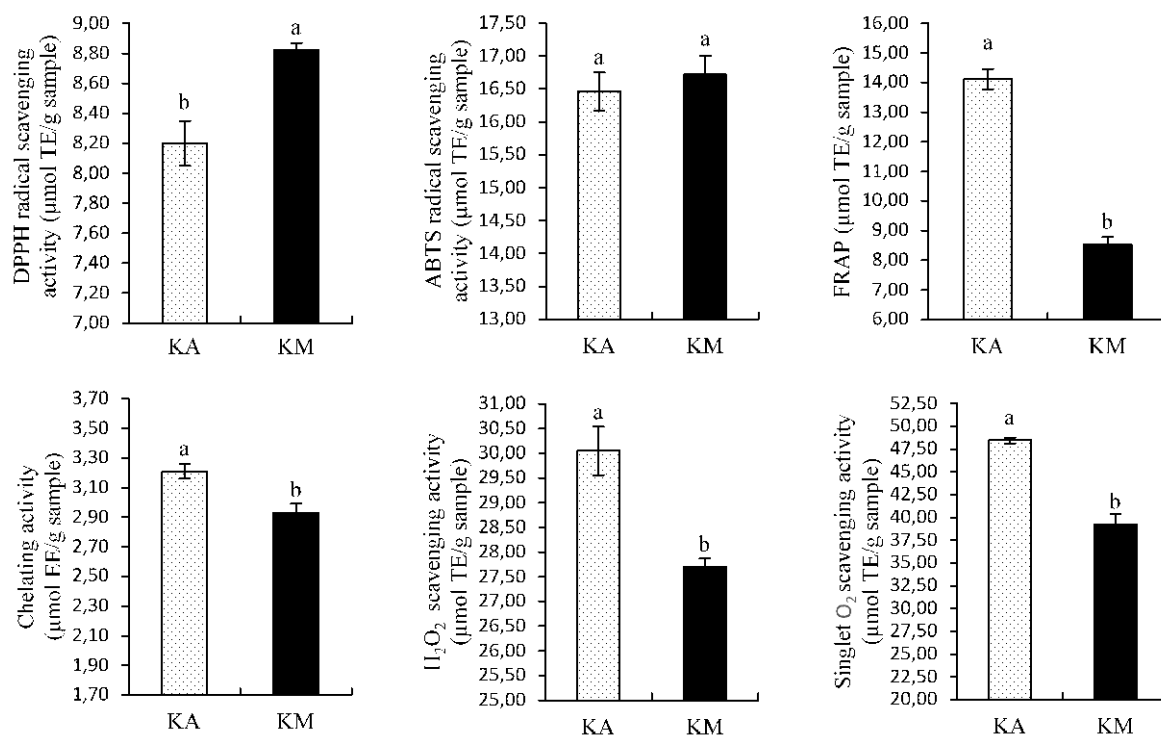 DPPH radical scavenging
activity (μmol TE/g sample)
9,00
8,80
8,60
8,40
8,20
8,00
7,80
7,60
7,40
7,20
7,00
b
a
KA
KM
ABTS radical scavenging
activity (μmol TE/g sample)
17,50
17,00
16,50
16,00
15,50
15,00
14,50
14,00
13,50
13,00
a
a
KA
KM
FRAP (μmol TE/g sample)
16,00
15,00
14,00
13,00
12,00
11,00
10,00
9,00
8,00
7,00
6,00
a
b
KA
KM
Chelating activity
(μmol EE/g sample)
3,70
3,50
3,30
3,10
2,90
2,70
2,50
2,30
2,10
1,90
1,70
a
b
KA
KM
H₂O₂ scavenging activity
(μmol TE/g sample)
31,00
30,50
30,00
29,50
29,00
28,50
28,00
27,50
27,00
26,50
26,00
25,50
25,00
a
b
KA
KM
Singlet O₂ scavenging activity
(μmol TE/g sample)
52,50
50,00
47,50
45,00
42,50
40,00
37,50
35,00
32,50
30,00
27,50
25,00
22,50
20,00
a
b
KA
KM